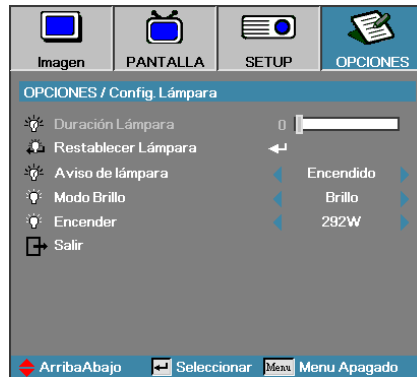 Imagen PANTALLA SETUP OPCIONES
OPCIONES / Config. Lámpara
Duración Lámpara 0
Restablecer Lámpara
Aviso de lámpara Encendido
Modo Brillo Brillo
Encender 292W
Salir
ArribaAbajo Seleccionar Menu Menu Apagado